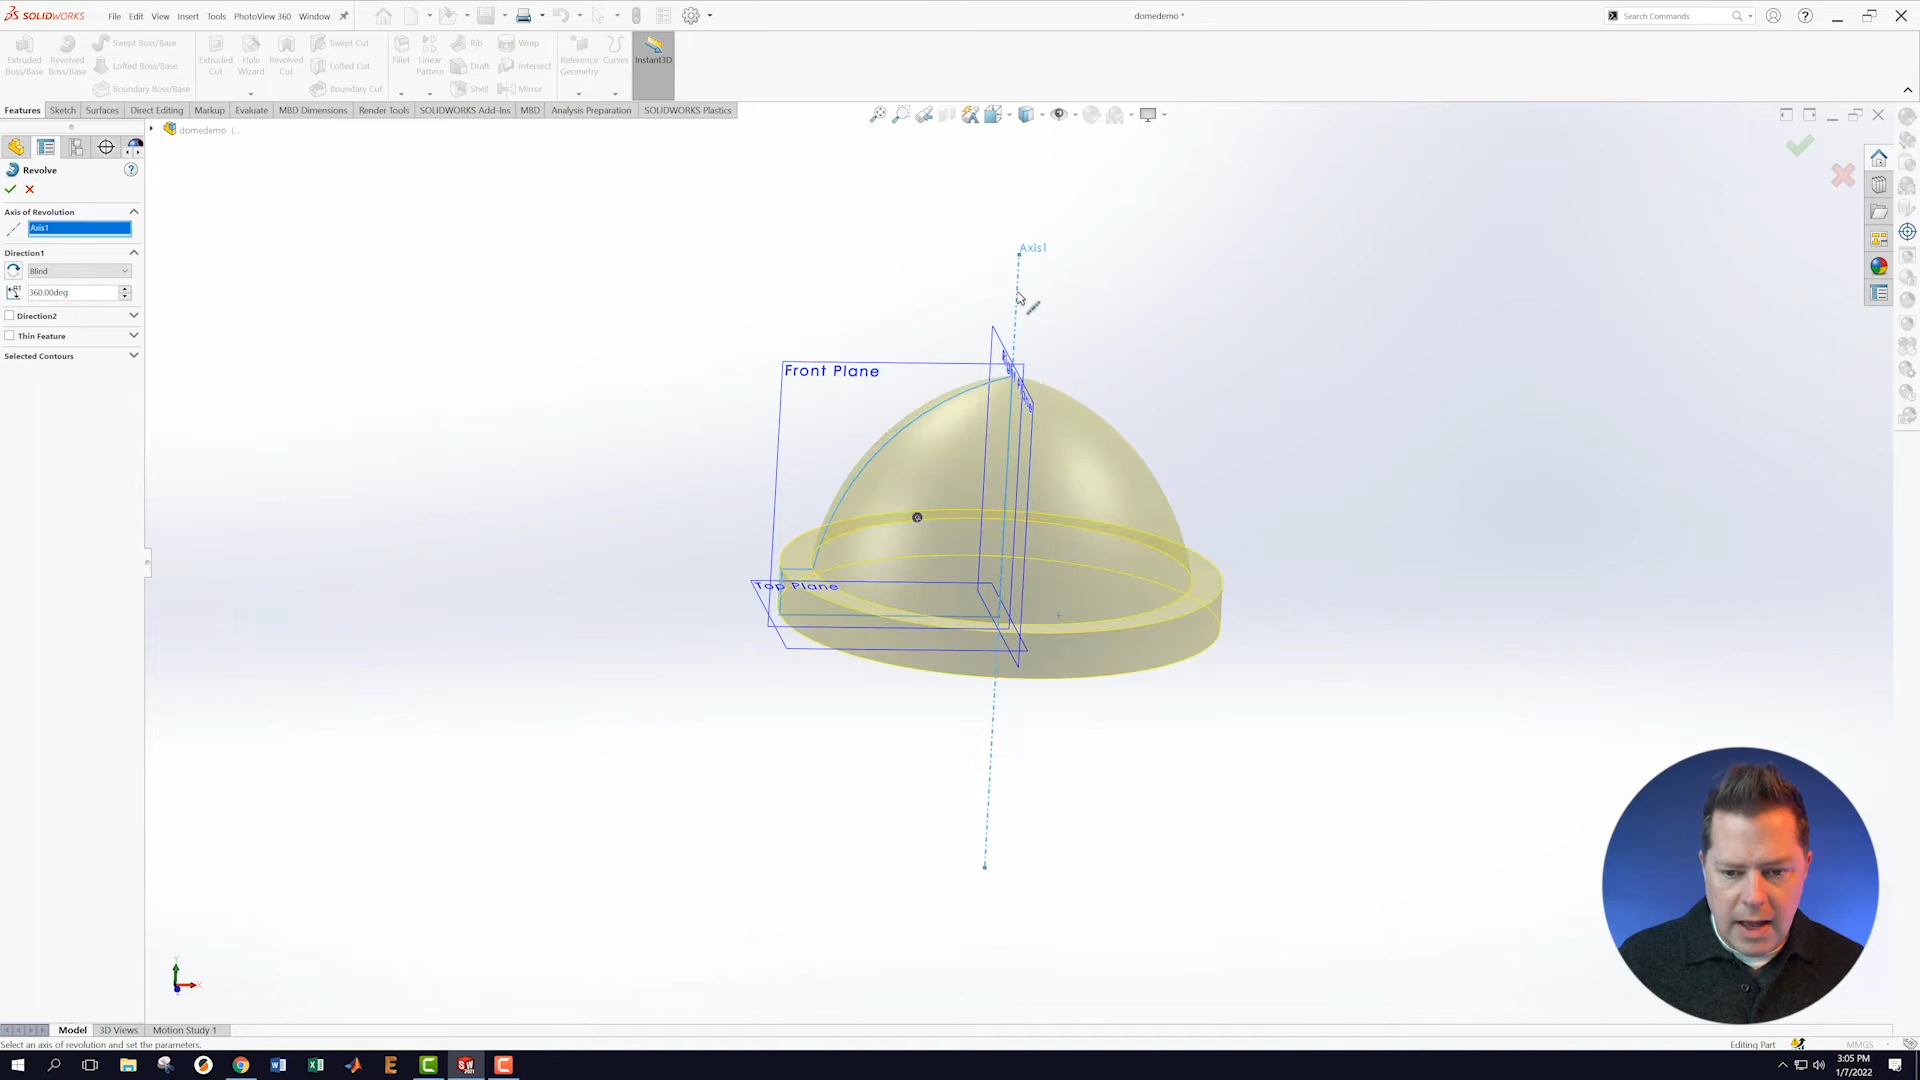 SOLIDWORKS File Edit View Insert Tools PhotoView 360 Window domedemo * Search Commands
Extruded Boss/Base
Revolved Boss/Base
Swept Boss/Base
Lofted Boss/Base
Boundary Boss/Base
Extruded Cut
Hole Wizard
Revolved Cut
Swept Cut
Lofted Cut
Boundary Cut
Fillet
Linear Pattern
Rib
Draft
Shell
Wrap
Intersect
Mirror
Reference Geometry
Curves
Instant3D
Features Sketch Surfaces Direct Editing Markup Evaluate MBD Dimensions Render Tools SOLIDWORKS Add-Ins MBD Analysis Preparation SOLIDWORKS Plastics
domedemo (...
Revolve
Axis of Revolution
Axis1
Direction1
Blind
360.00deg
Direction2
Thin Feature
Selected Contours
Axis1
Front Plane
Top Plane
Y
X
Model 3D Views Motion Study 1
Select an axis of revolution and set the parameters. Editing Part MMGS
3:05 PM
1/7/2022